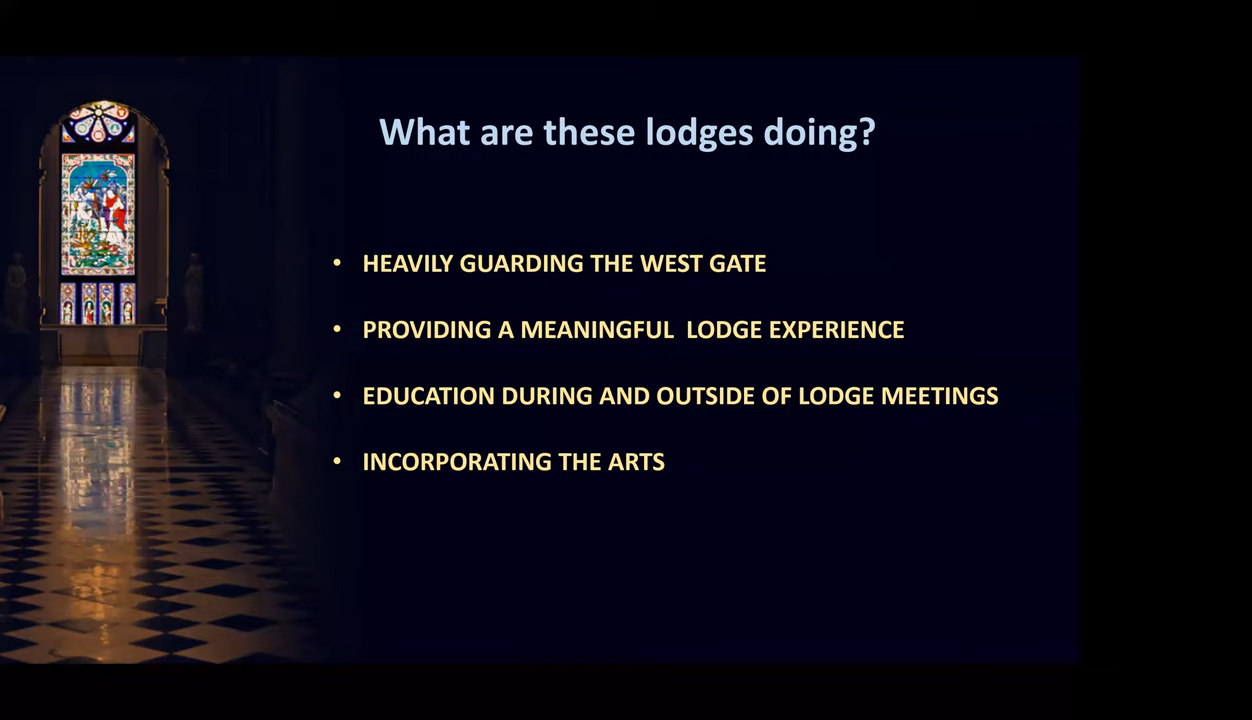 What are these lodges doing?
• HEAVILY GUARDING THE WEST GATE
• PROVIDING A MEANINGFUL  LODGE EXPERIENCE
• EDUCATION DURING AND OUTSIDE OF LODGE MEETINGS
• INCORPORATING THE ARTS